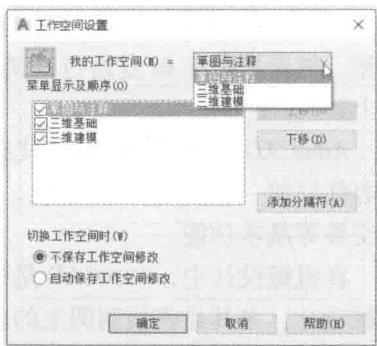 工作空间设置
我的工作空间(M) = 草图与注释
草图与注释
三维基础
三维建模
菜单显示及顺序(O)
草图与注释
三维基础
三维建模
下移(D)
添加分隔符(A)
切换工作空间时(W)
不保存工作空间修改
自动保存工作空间修改
确定 取消 帮助(H)